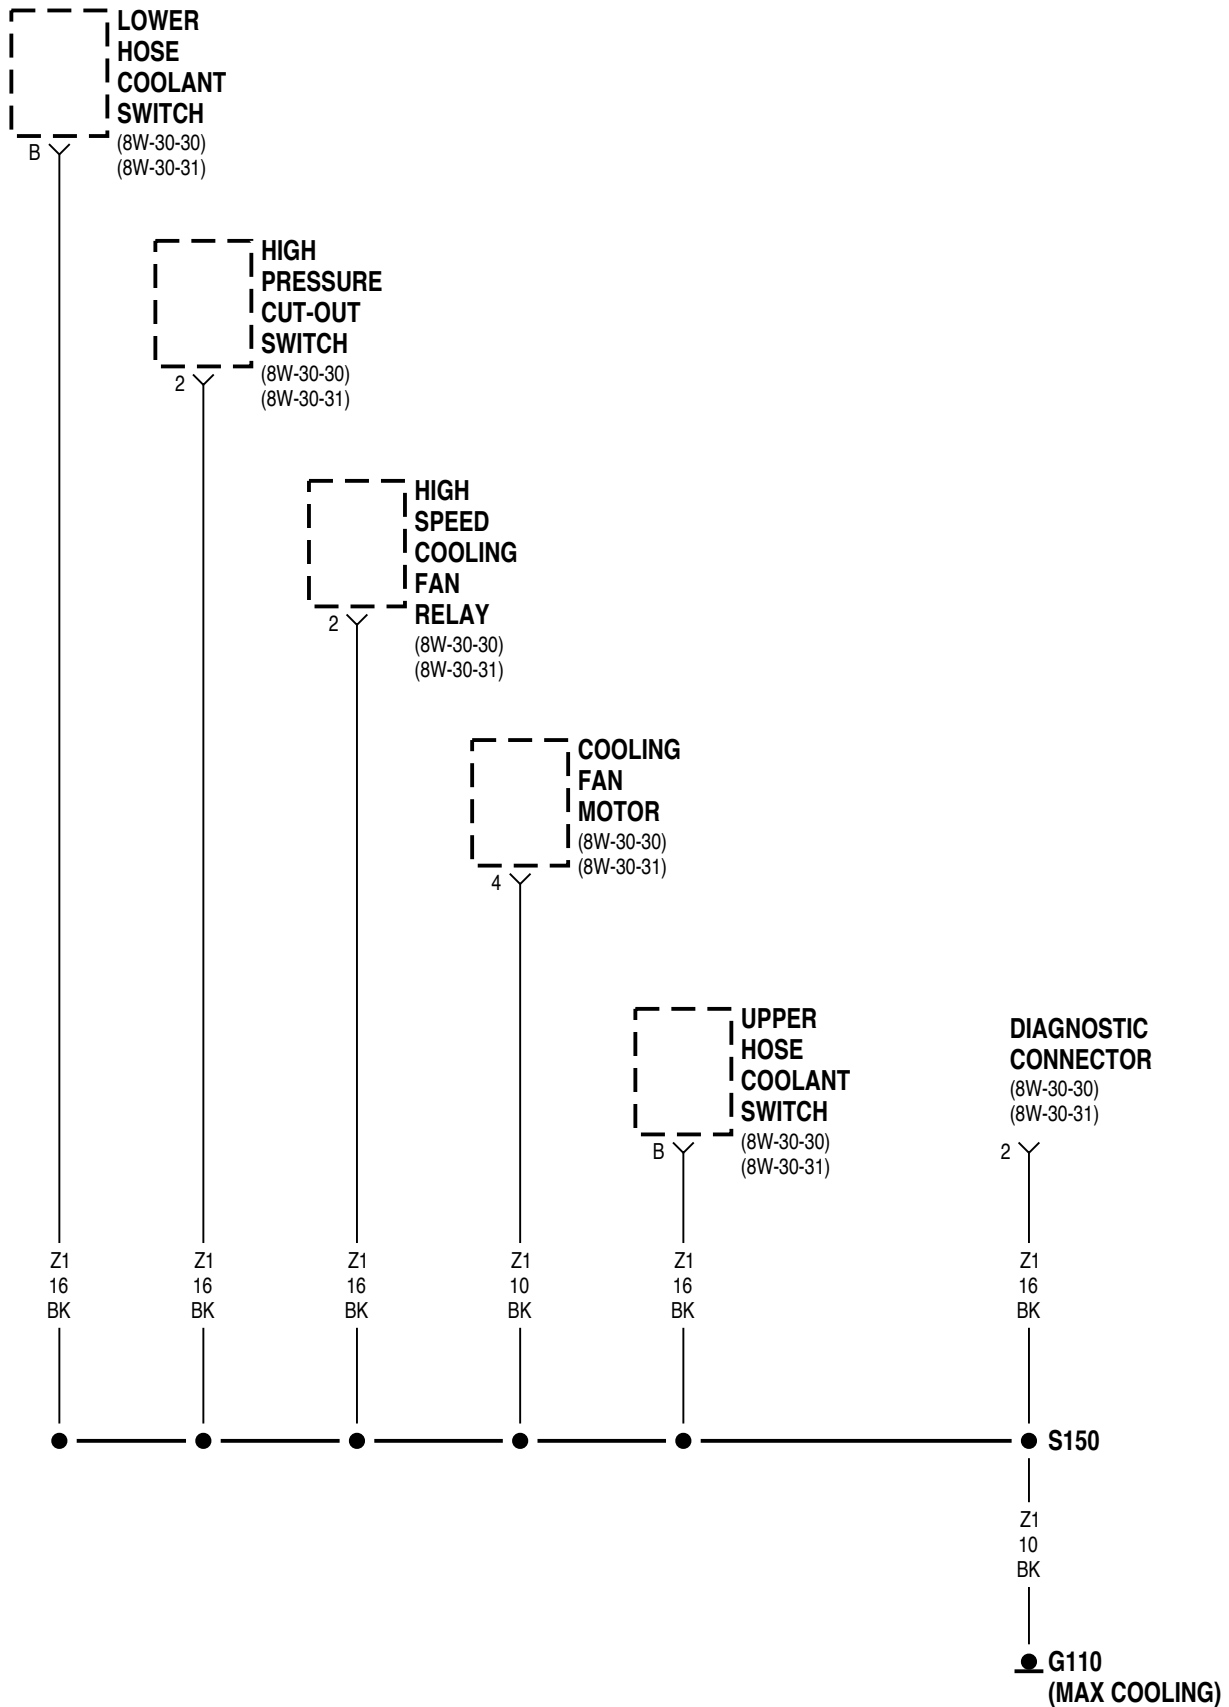 LOWER
HOSE
COOLANT
SWITCH
(8W-30-30)
(8W-30-31)
B
HIGH
PRESSURE
CUT-OUT
SWITCH
(8W-30-30)
(8W-30-31)
2
HIGH
SPEED
COOLING
FAN
RELAY
(8W-30-30)
(8W-30-31)
2
COOLING
FAN
MOTOR
(8W-30-30)
(8W-30-31)
4
UPPER
HOSE
COOLANT
SWITCH
(8W-30-30)
(8W-30-31)
B
DIAGNOSTIC
CONNECTOR
(8W-30-30)
(8W-30-31)
2
Z1
16
BK
Z1
16
BK
Z1
16
BK
Z1
10
BK
Z1
16
BK
Z1
16
BK
S150
Z1
10
BK
G110
(MAX COOLING)